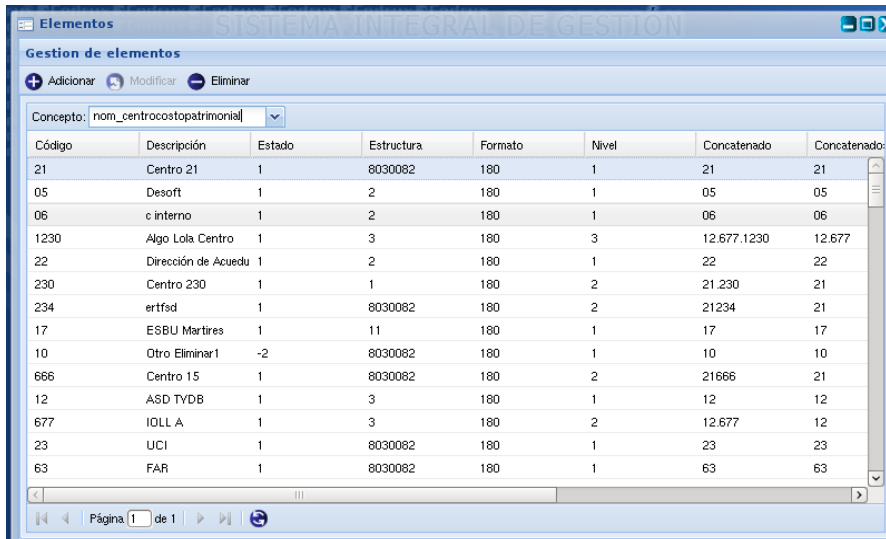 SISTEMA INTEGRAL DE GESTION
Elementos
Gestion de elementos
Adicionar Modificar Eliminar
Concepto: nom_centrocostopatrimonial
Código Descripción Estado Estructura Formato Nivel Concatenado Concatenado
21 Centro 21 1 8030082 180 1 21 21
05 Desoft 1 2 180 1 05 05
06 c interno 1 2 180 1 06 06
1230 Algo Lola Centro 1 3 180 3 12.677.1230 12.677
22 Dirección de Acuedu 1 2 180 1 22 22
230 Centro 230 1 1 180 2 21.230 21
234 ertfsd 1 8030082 180 2 21234 21
17 ESBU Martires 1 11 180 1 17 17
10 Otro Eliminar1 -2 8030082 180 1 10 10
666 Centro 15 1 8030082 180 2 21666 21
12 ASD TVDB 1 3 180 1 12 12
677 IOLL A 1 3 180 2 12.677 12
23 UCI 1 8030082 180 1 23 23
63 FAR 1 8030082 180 1 63 63
Página 1 de 1